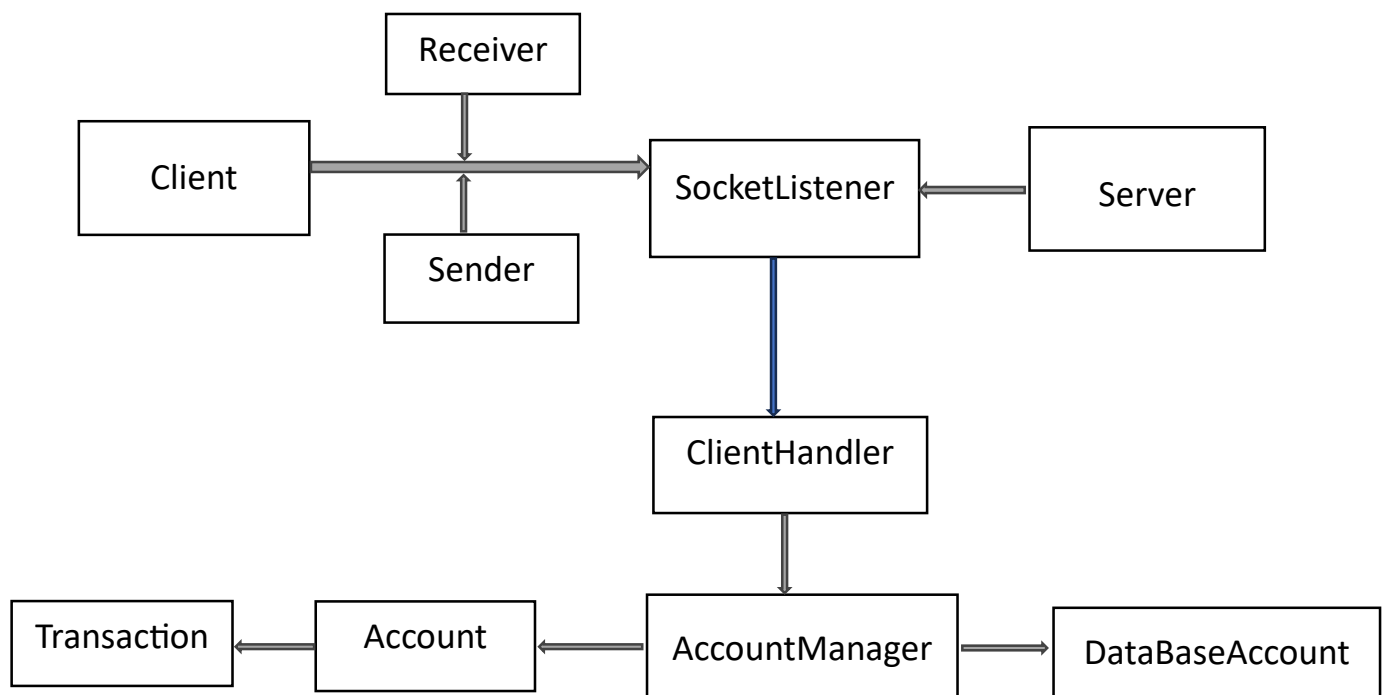 Receiver
Client
SocketListener
Server
Sender
ClientHandler
Transaction
Account
AccountManager
DataBaseAccount